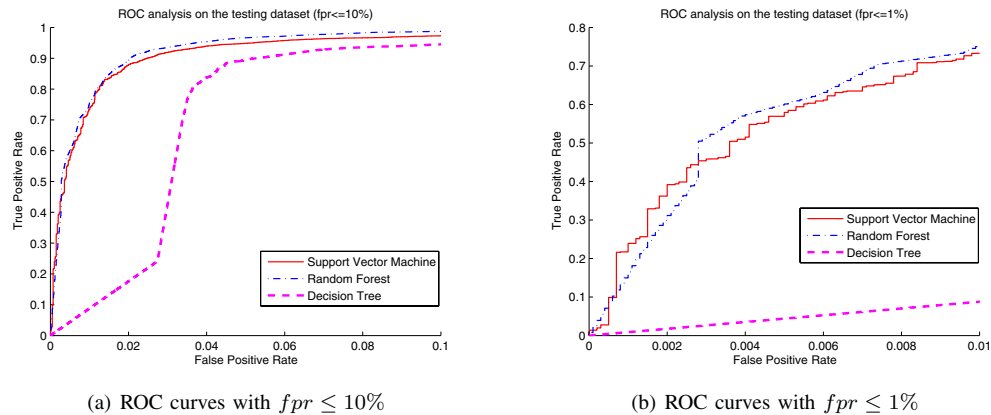 ROC analysis on the testing dataset (fpr<=10%)
1
0.9
0.8
0.7
0.6
0.5
0.4
0.3
0.2
0.1
0
True Positive Rate
Support Vector Machine
Random Forest
Decision Tree
0 0.02 0.04 0.06 0.08 0.1
False Positive Rate
(a) ROC curves with fpr ≤ 10%
ROC analysis on the testing dataset (fpr<=1%)
0.8
0.7
0.6
0.5
0.4
0.3
0.2
0.1
0
True Positive Rate
Support Vector Machine
Random Forest
Decision Tree
0 0.002 0.004 0.006 0.008 0.01
False Positive Rate
(b) ROC curves with fpr ≤ 1%